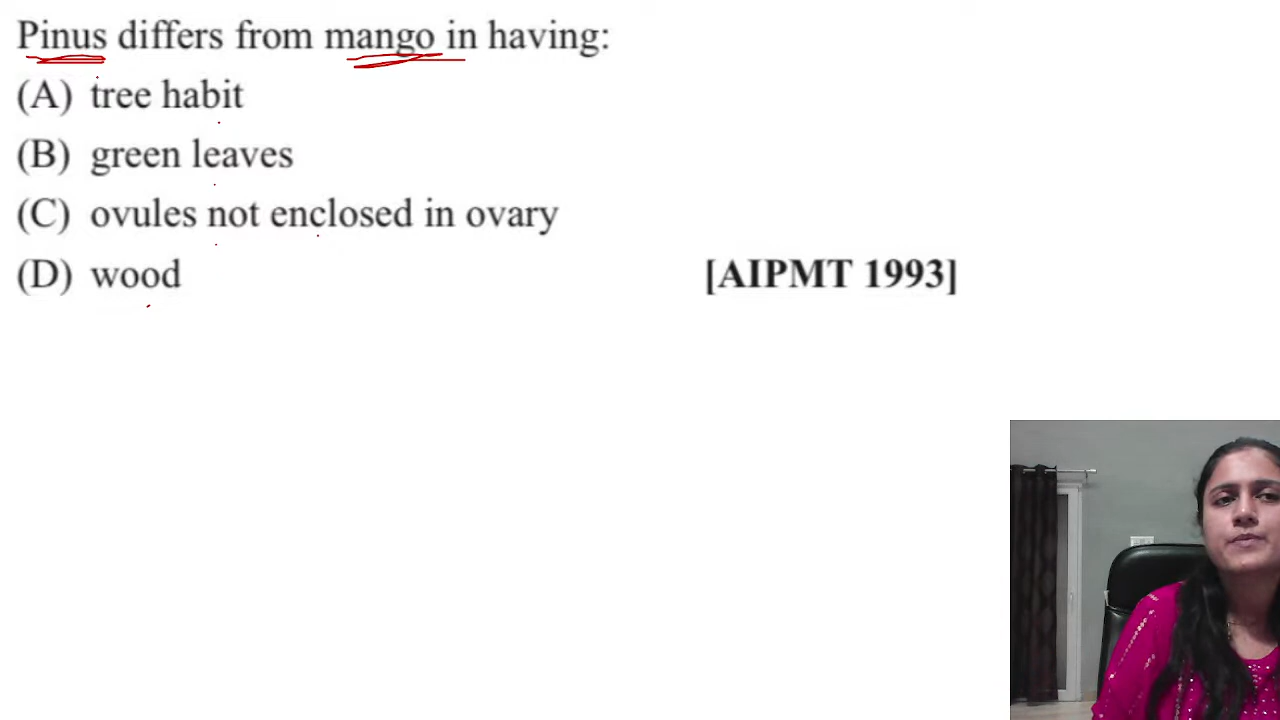 Pinus differs from mango in having:
(A) tree habit
(B) green leaves
(C) ovules not enclosed in ovary
(D) wood [AIPMT 1993]